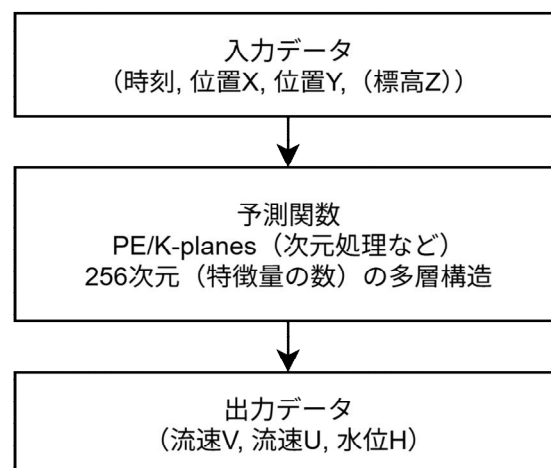 入力データ
（時刻, 位置X, 位置Y,（標高Z））
予測関数
PE/K-planes（次元処理など）
256次元（特徴量の数）の多層構造
出力データ
（流速V, 流速U, 水位H）